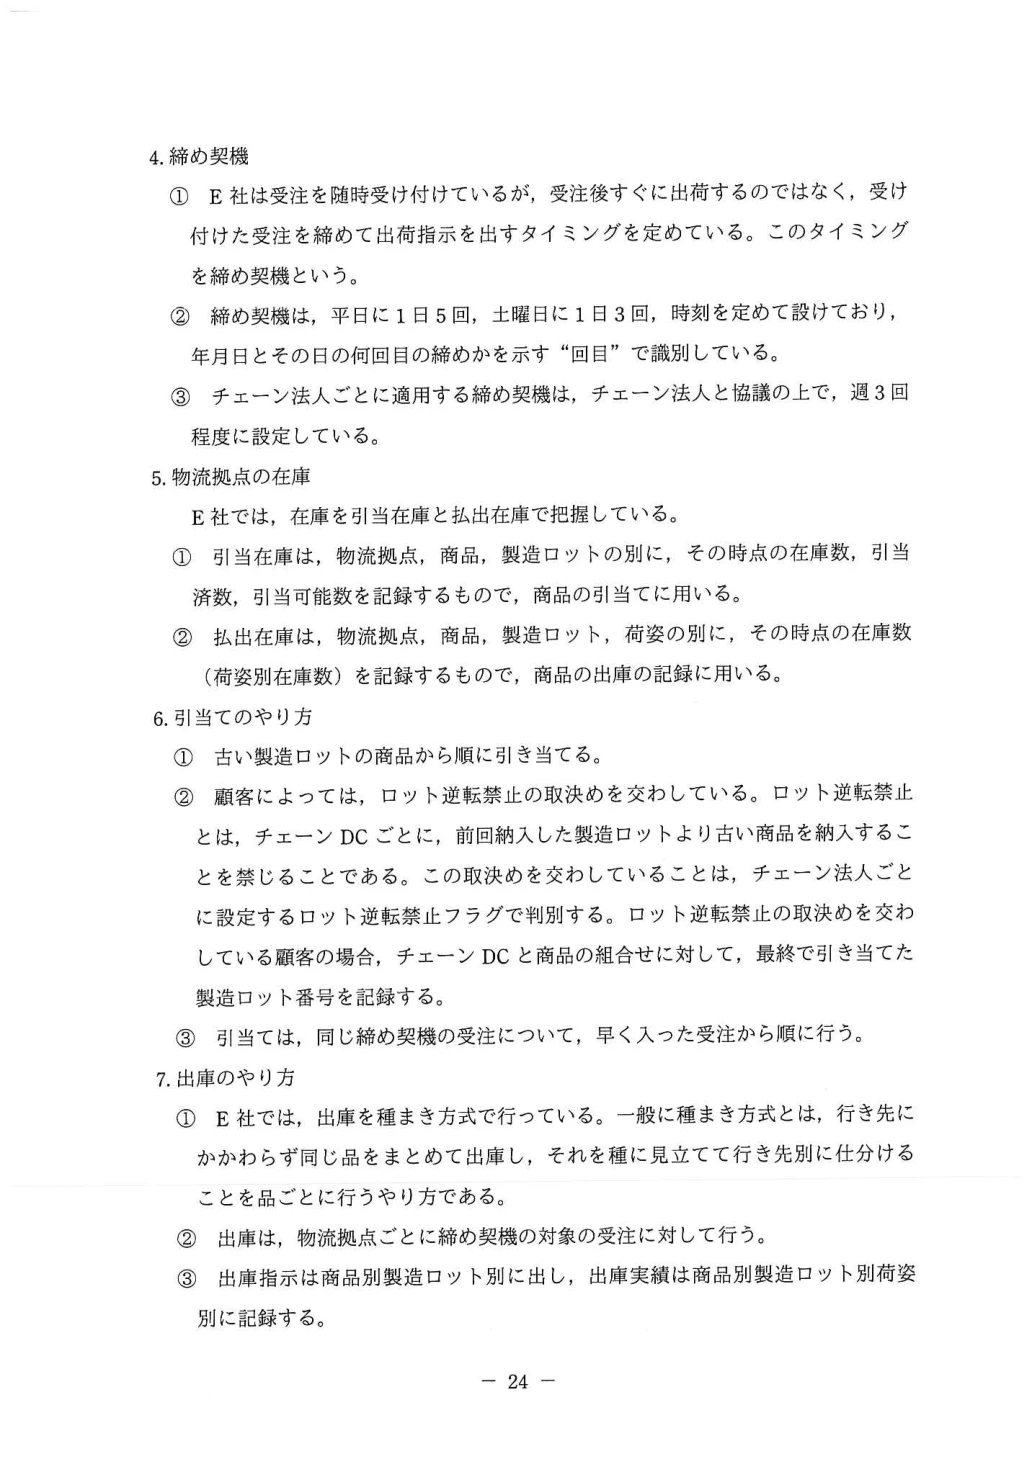 4. 締め契機
① E 社は受注を随時受け付けているが，受注後すぐに出荷するのではなく，受け
付けた受注を締めて出荷指示を出すタイミングを定めている。このタイミング
を締め契機という。
② 締め契機は，平日に 1 日 5 回，土曜日に 1 日 3 回，時刻を定めて設けており，
年月日とその日の何回目の締めかを示す“回目”で識別している。
③ チェーン法人ごとに適用する締め契機は，チェーン法人と協議の上で，週 3 回
程度に設定している。
5. 物流拠点の在庫
E 社では，在庫を引当在庫と払出在庫で把握している。
① 引当在庫は，物流拠点，商品，製造ロットの別に，その時点の在庫数，引当
済数，引当可能数を記録するもので，商品の引当てに用いる。
② 払出在庫は，物流拠点，商品，製造ロット，荷姿の別に，その時点の在庫数
（荷姿別在庫数）を記録するもので，商品の出庫の記録に用いる。
6. 引当てのやり方
① 古い製造ロットの商品から順に引き当てる。
② 顧客によっては，ロット逆転禁止の取決めを交わしている。ロット逆転禁止
とは，チェーン DC ごとに，前回納入した製造ロットより古い商品を納入するこ
とを禁じることである。この取決めを交わしていることは，チェーン法人ごと
に設定するロット逆転禁止フラグで判別する。ロット逆転禁止の取決めを交わ
している顧客の場合，チェーン DC と商品の組合せに対して，最終で引き当てた
製造ロット番号を記録する。
③ 引当ては，同じ締め契機の受注について，早く入った受注から順に行う。
7. 出庫のやり方
① E 社では，出庫を種まき方式で行っている。一般に種まき方式とは，行き先に
かかわらず同じ品をまとめて出庫し，それを種に見立てて行き先別に仕分ける
ことを品ごとに行うやり方である。
② 出庫は，物流拠点ごとに締め契機の対象の受注に対して行う。
③ 出庫指示は商品別製造ロット別に出し，出庫実績は商品別製造ロット別荷姿
別に記録する。
－ 24 －